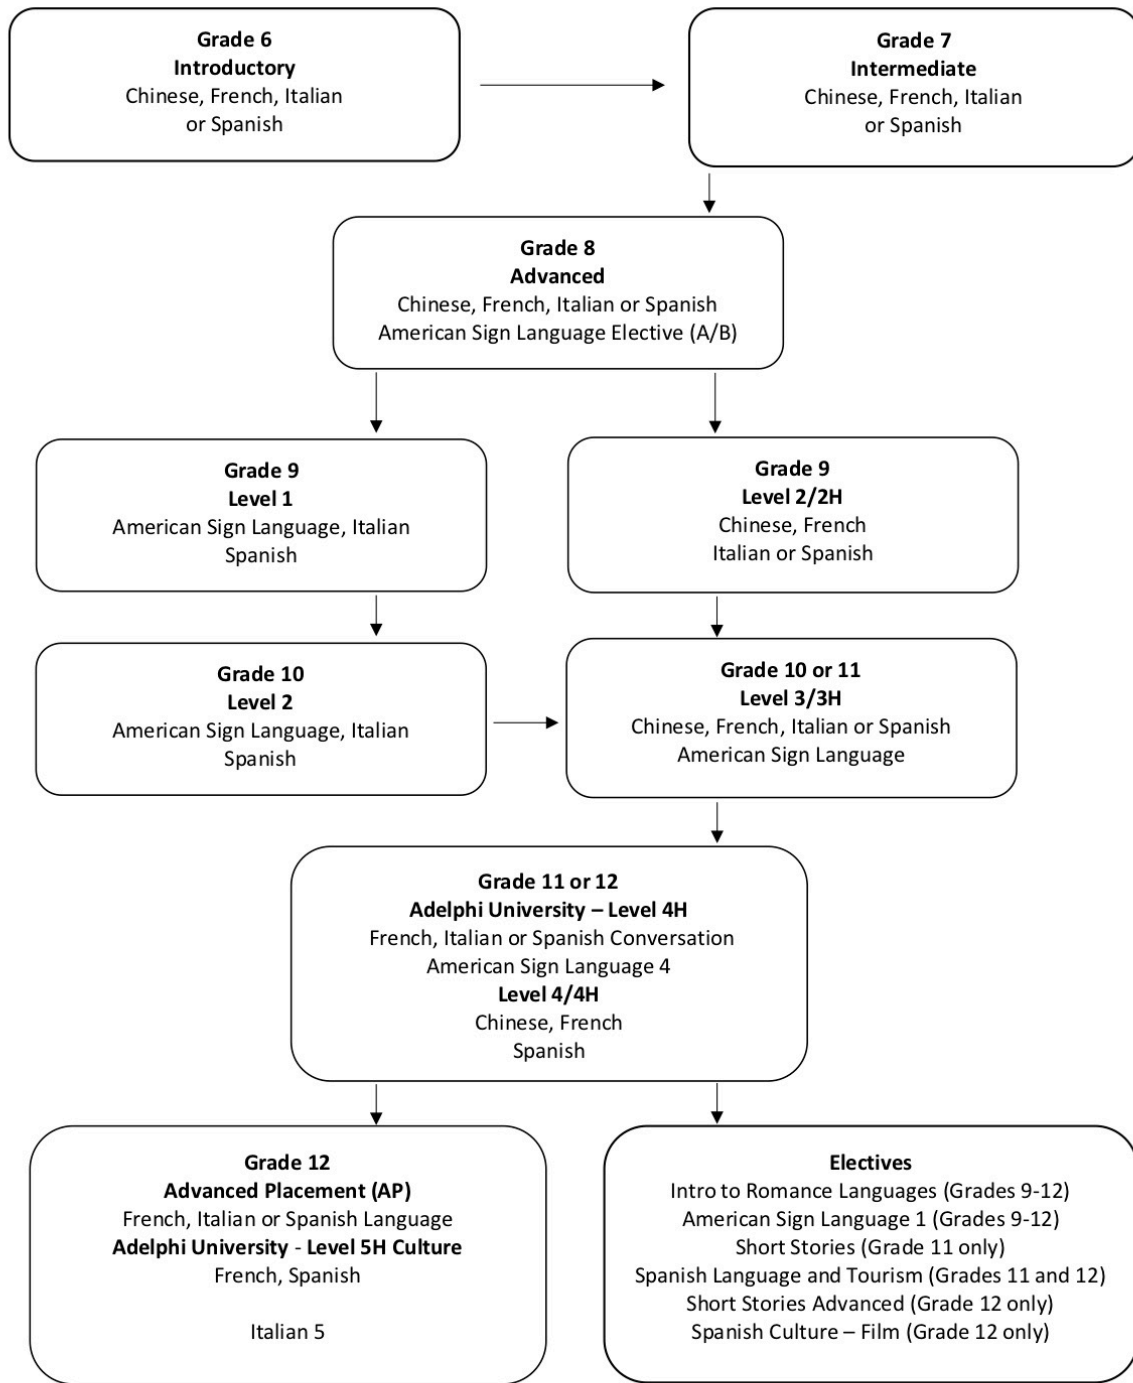 Grade 6
Introductory
Chinese, French, Italian
or Spanish
Grade 7
Intermediate
Chinese, French, Italian
or Spanish
Grade 8
Advanced
Chinese, French, Italian or Spanish
American Sign Language Elective (A/B)
Grade 9
Level 1
American Sign Language, Italian
Spanish
Grade 9
Level 2/2H
Chinese, French
Italian or Spanish
Grade 10
Level 2
American Sign Language, Italian
Spanish
Grade 10 or 11
Level 3/3H
Chinese, French, Italian or Spanish
American Sign Language
Grade 11 or 12
Adelphi University – Level 4H
French, Italian or Spanish Conversation
American Sign Language 4
Level 4/4H
Chinese, French
Spanish
Grade 12
Advanced Placement (AP)
French, Italian or Spanish Language
Adelphi University - Level 5H Culture
French, Spanish
Italian 5
Electives
Intro to Romance Languages (Grades 9-12)
American Sign Language 1 (Grades 9-12)
Short Stories (Grade 11 only)
Spanish Language and Tourism (Grades 11 and 12)
Short Stories Advanced (Grade 12 only)
Spanish Culture – Film (Grade 12 only)